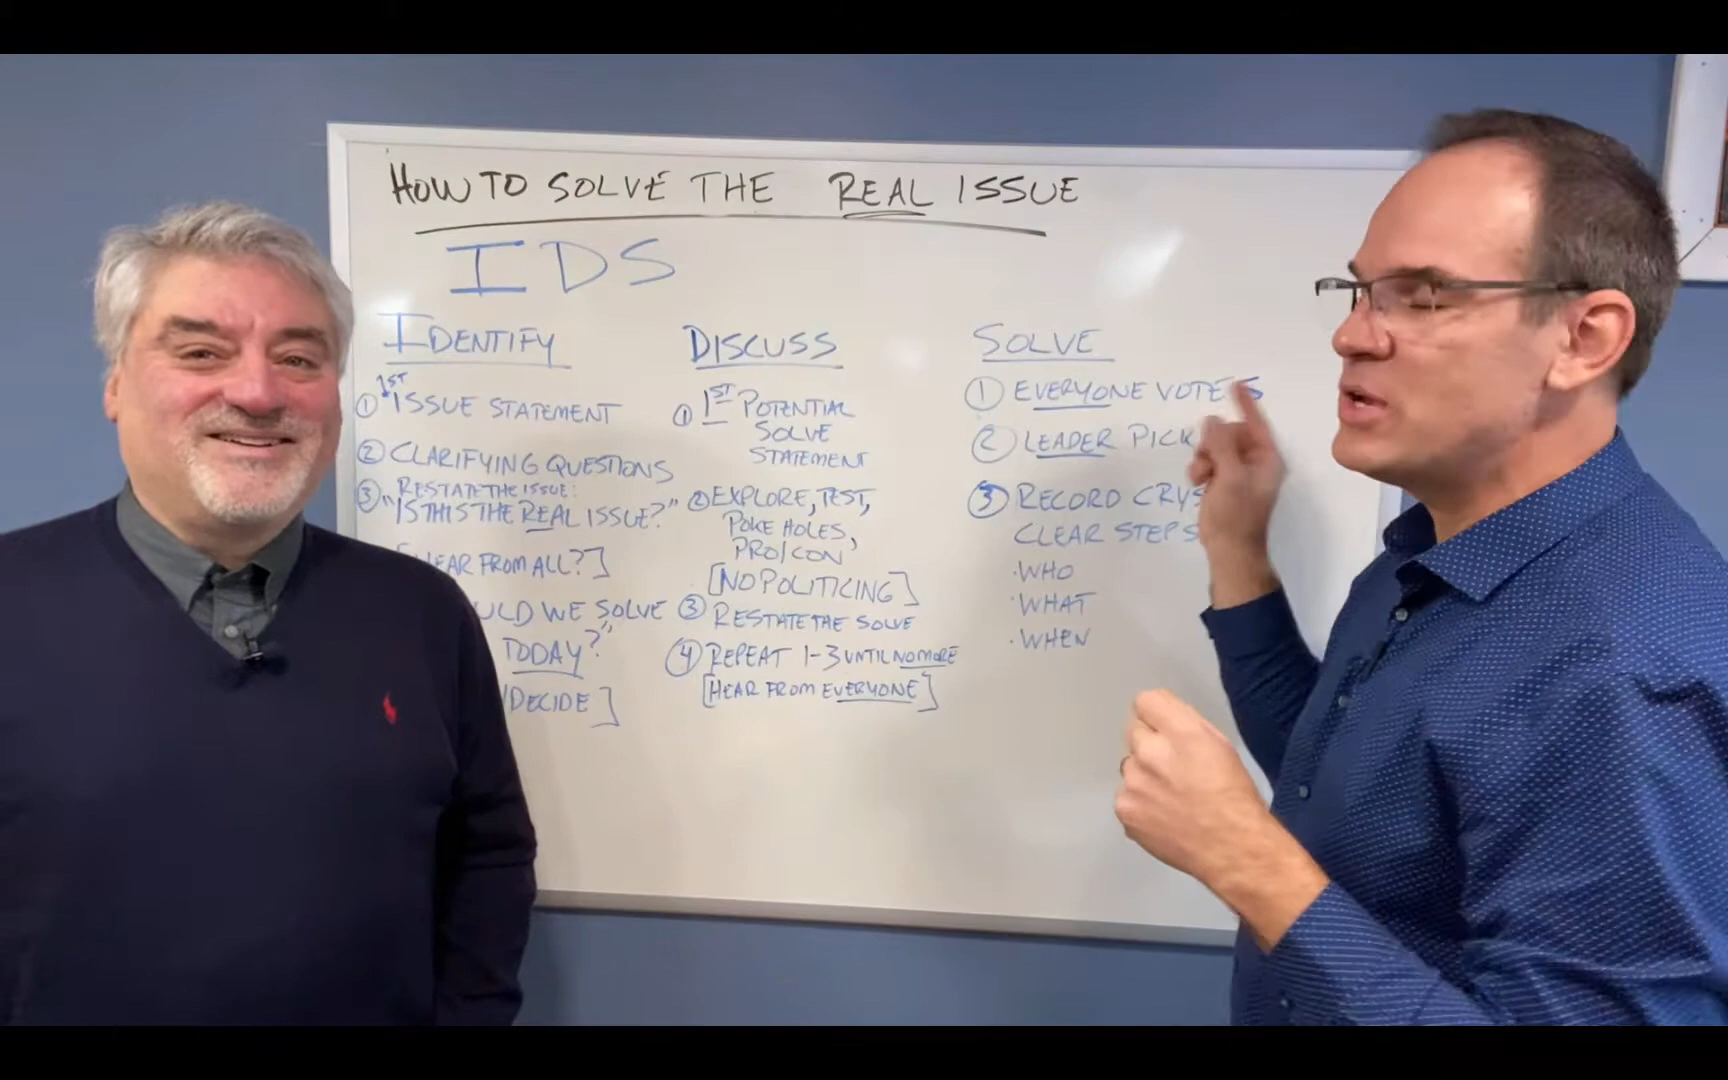 HOW TO SOLVE THE REAL ISSUE
IDS
IDENTIFY
① 1ST ISSUE STATEMENT
② CLARIFYING QUESTIONS
③ RESTATE THE ISSUE:
"IS THIS THE REAL ISSUE?"
FROM ALL?]
WE SOLVE
TODAY?"
/DECIDE]
DISCUSS
① 1ST POTENTIAL
SOLVE
STATEMENT
② EXPLORE, TEST,
POKE HOLES,
PRO/CON
[NO POLITICING]
③ RESTATE THE SOLVE
④ REPEAT 1-3 UNTIL NO MORE
[HEAR FROM EVERYONE]
SOLVE
① EVERYONE VOTES
② LEADER PICK
③ RECORD CRYS
CLEAR STEPS
·WHO
·WHAT
·WHEN